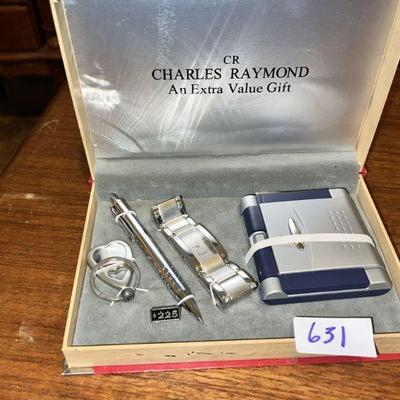 CR
CHARLES RAYMOND
An Extra Value Gift
$225
631